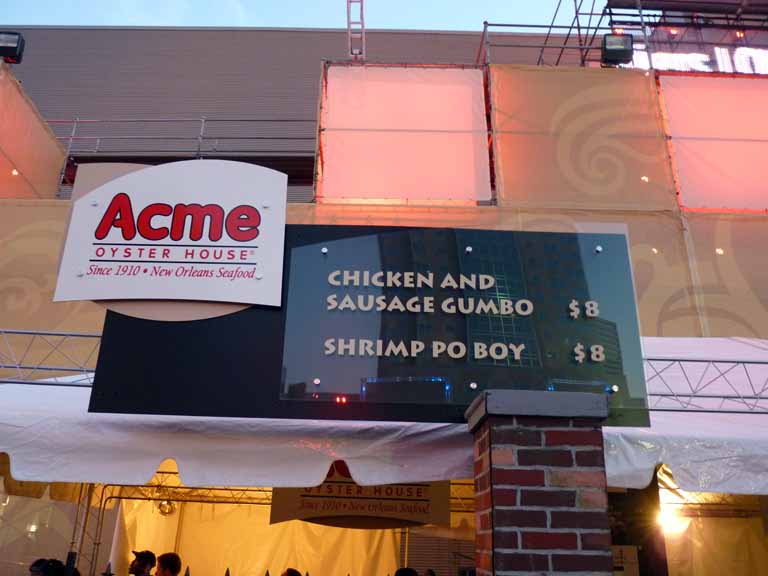 Acme
OYSTER HOUSE®
Since 1910 • New Orleans Seafood
CHICKEN AND
SAUSAGE GUMBO $8
SHRIMP PO BOY $8
OYSTER HOUSE®
Since 1910 • New Orleans Seafood